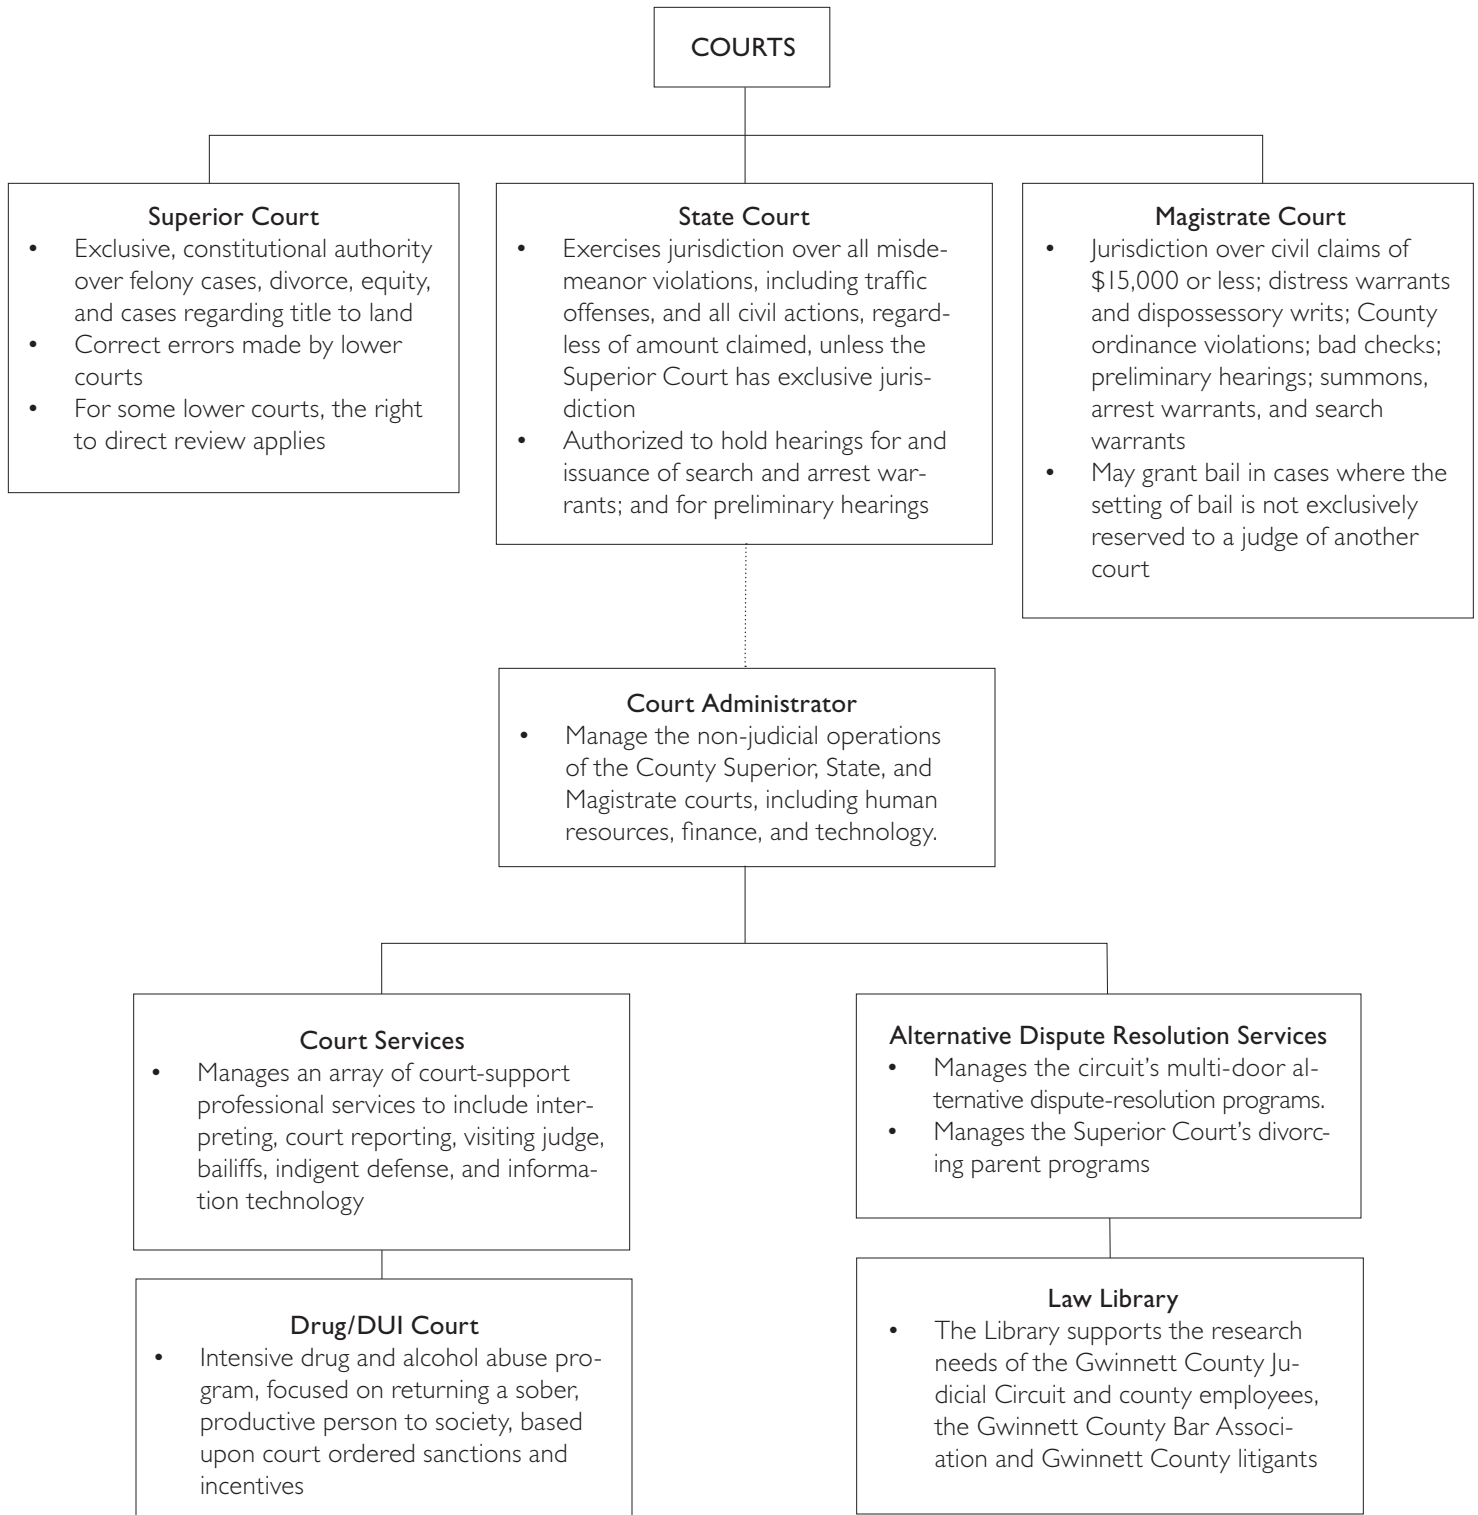 COURTS
Superior Court
• Exclusive, constitutional authority
over felony cases, divorce, equity,
and cases regarding title to land
• Correct errors made by lower
courts
• For some lower courts, the right
to direct review applies
State Court
• Exercises jurisdiction over all misde-
meanor violations, including traffic
offenses, and all civil actions, regard-
less of amount claimed, unless the
Superior Court has exclusive juris-
diction
• Authorized to hold hearings for and
issuance of search and arrest war-
rants; and for preliminary hearings
Magistrate Court
• Jurisdiction over civil claims of
$15,000 or less; distress warrants
and dispossessory writs; County
ordinance violations; bad checks;
preliminary hearings; summons,
arrest warrants, and search
warrants
• May grant bail in cases where the
setting of bail is not exclusively
reserved to a judge of another
court
Court Administrator
• Manage the non-judicial operations
of the County Superior, State, and
Magistrate courts, including human
resources, finance, and technology.
Court Services
• Manages an array of court-support
professional services to include inter-
preting, court reporting, visiting judge,
bailiffs, indigent defense, and informa-
tion technology
Alternative Dispute Resolution Services
• Manages the circuit's multi-door al-
ternative dispute-resolution programs.
• Manages the Superior Court's divorc-
ing parent programs
Drug/DUI Court
• Intensive drug and alcohol abuse pro-
gram, focused on returning a sober,
productive person to society, based
upon court ordered sanctions and
incentives
Law Library
• The Library supports the research
needs of the Gwinnett County Ju-
dicial Circuit and county employees,
the Gwinnett County Bar Associ-
ation and Gwinnett County litigants